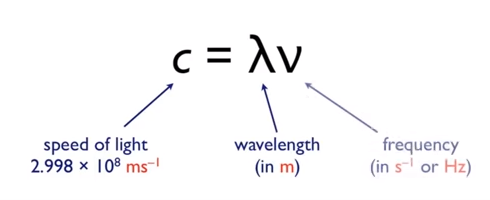 c = λν
speed of light
2.998 × 10⁸ ms⁻¹
wavelength
(in m)
frequency
(in s⁻¹ or Hz)